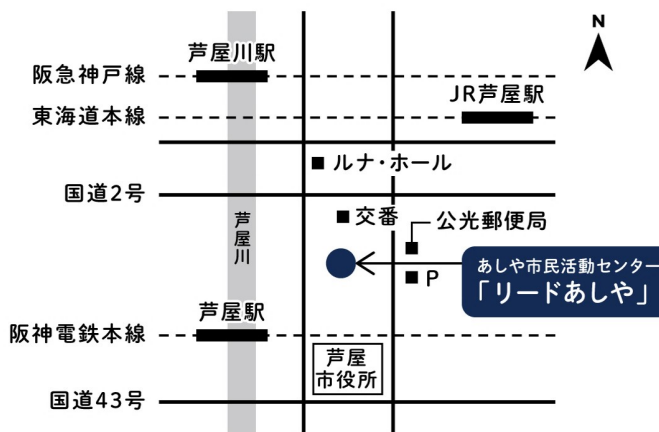 N
芦屋川駅
阪急神戸線
JR芦屋駅
東海道本線
ルナ・ホール
国道2号
交番
公光郵便局
芦屋川
あしや市民活動センター
「リードあしや」
P
芦屋駅
阪神電鉄本線
芦屋
市役所
国道43号